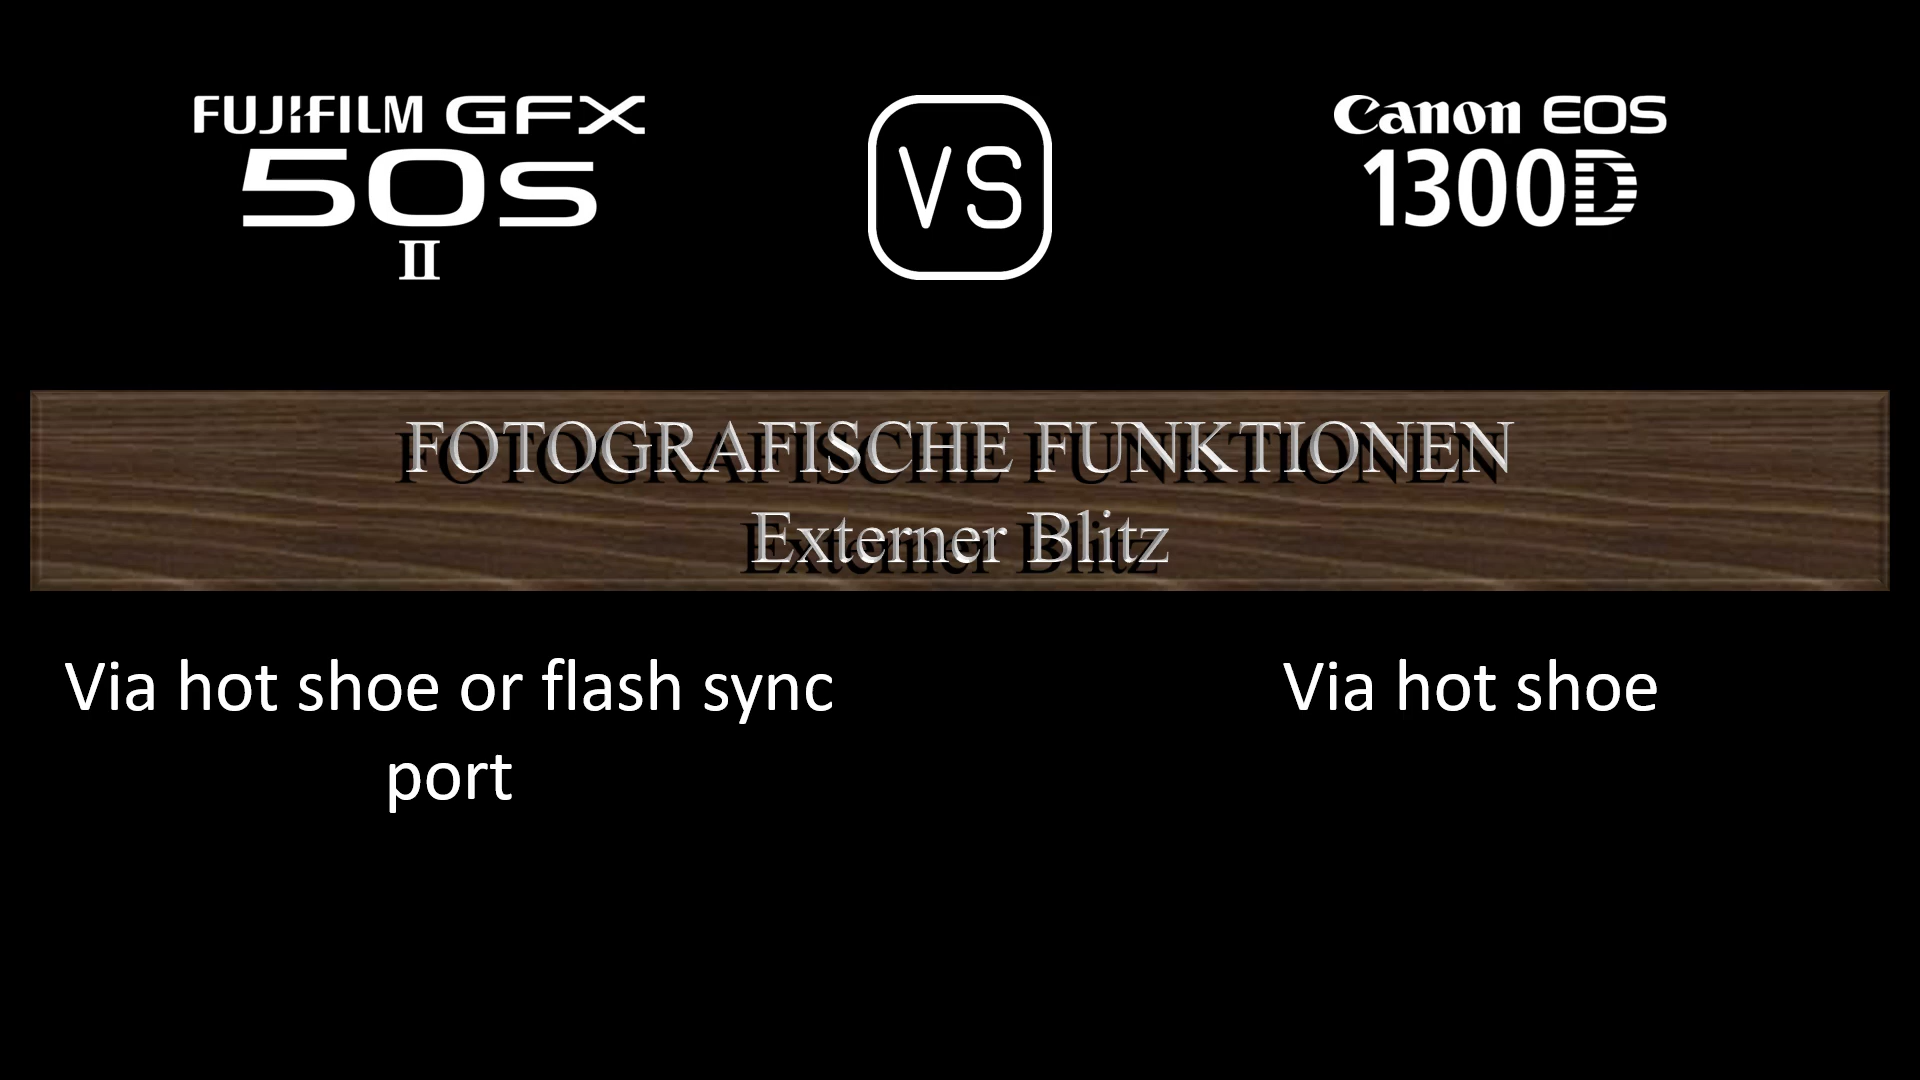 FUJIFILM GFX
50S
II
VS
Canon EOS
1300D
FOTOGRAFISCHE FUNKTIONEN
Externer Blitz
Via hot shoe or flash sync
port
Via hot shoe